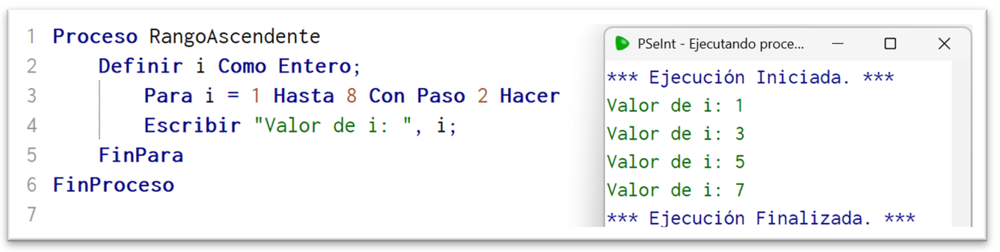 1 Proceso RangoAscendente
2 Definir i Como Entero;
3 Para i = 1 Hasta 8 Con Paso 2 Hacer
4 Escribir "Valor de i: ", i;
5 FinPara
6 FinProceso
7
PSeInt - Ejecutando proce...
*** Ejecución Iniciada. ***
Valor de i: 1
Valor de i: 3
Valor de i: 5
Valor de i: 7
*** Ejecución Finalizada. ***